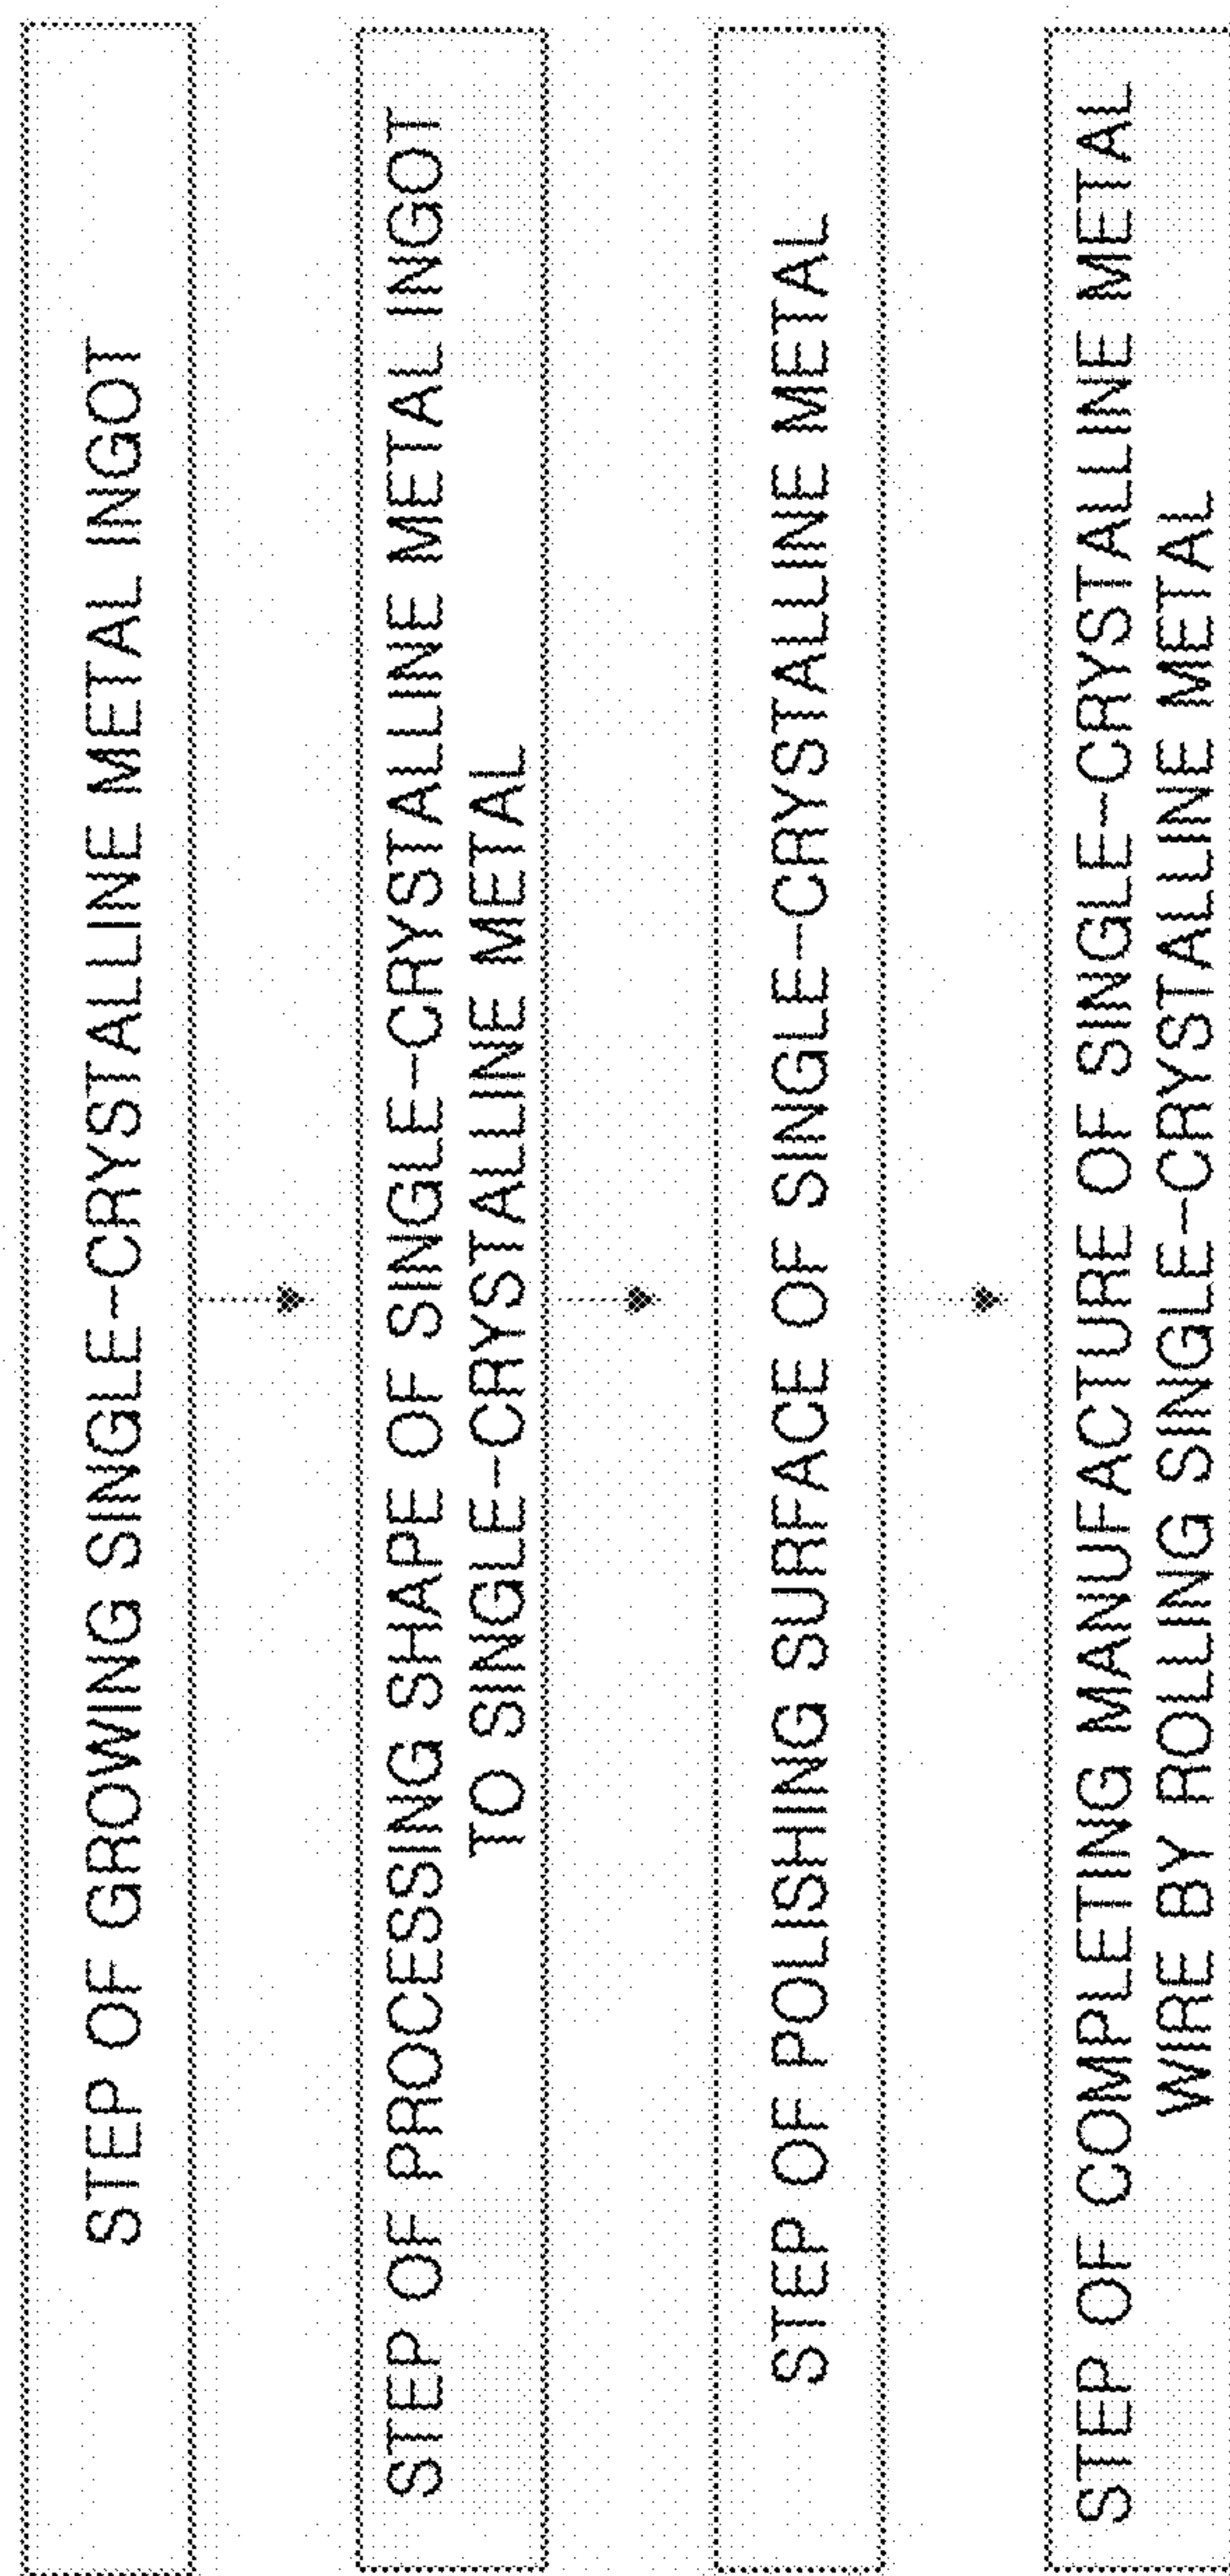 STEP OF GROWING SINGLE-CRYSTALLINE METAL INGOT
STEP OF PROCESSING SHAPE OF SINGLE-CRYSTALLINE METAL INGOT
TO SINGLE-CRYSTALLINE METAL
STEP OF POLISHING SURFACE OF SINGLE-CRYSTALLINE METAL
STEP OF COMPLETING MANUFACTURE OF SINGLE-CRYSTALLINE METAL
WIRE BY ROLLING SINGLE-CRYSTALLINE METAL